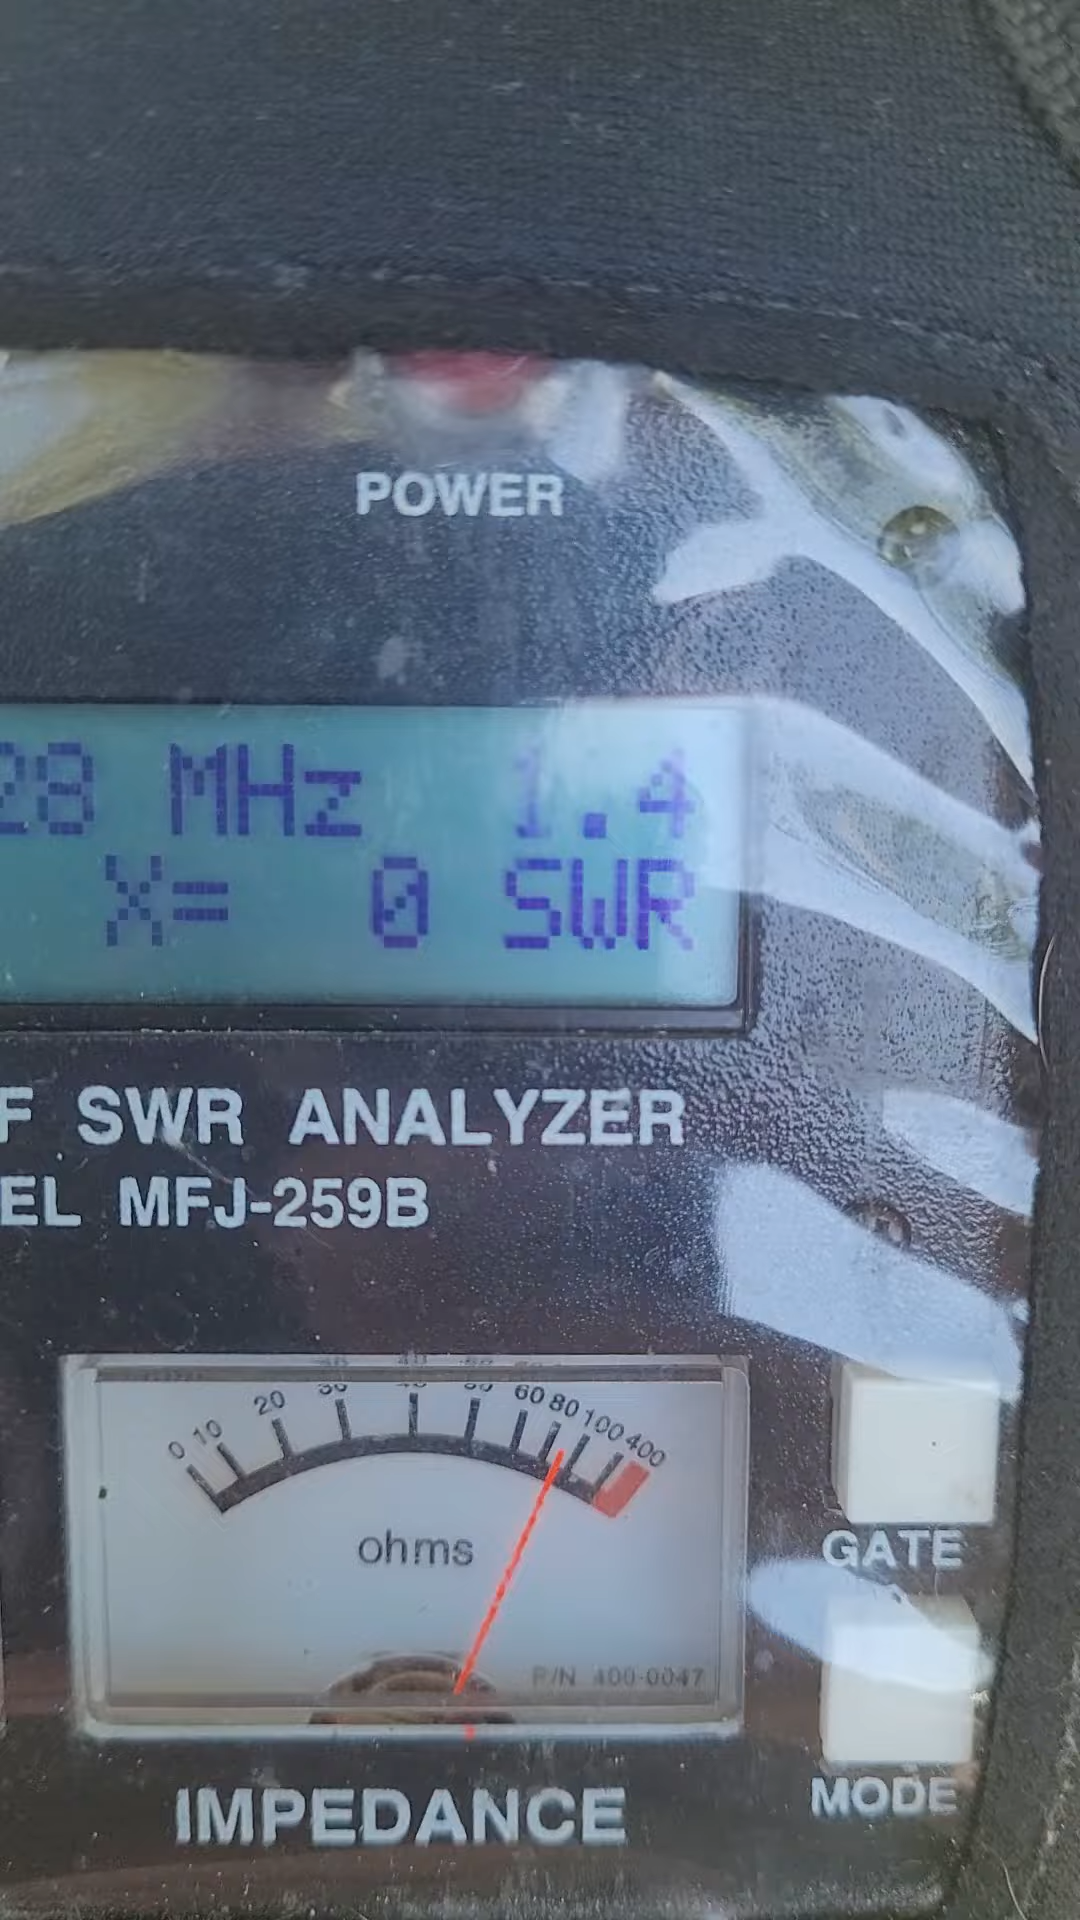 POWER
28 MHz 1.4
X= 0 SWR
F SWR ANALYZER
EL MFJ-259B
0 10 20 30 40 50 60 80 100 400
ohms
P/N 400-0047
GATE
IMPEDANCE
MODE